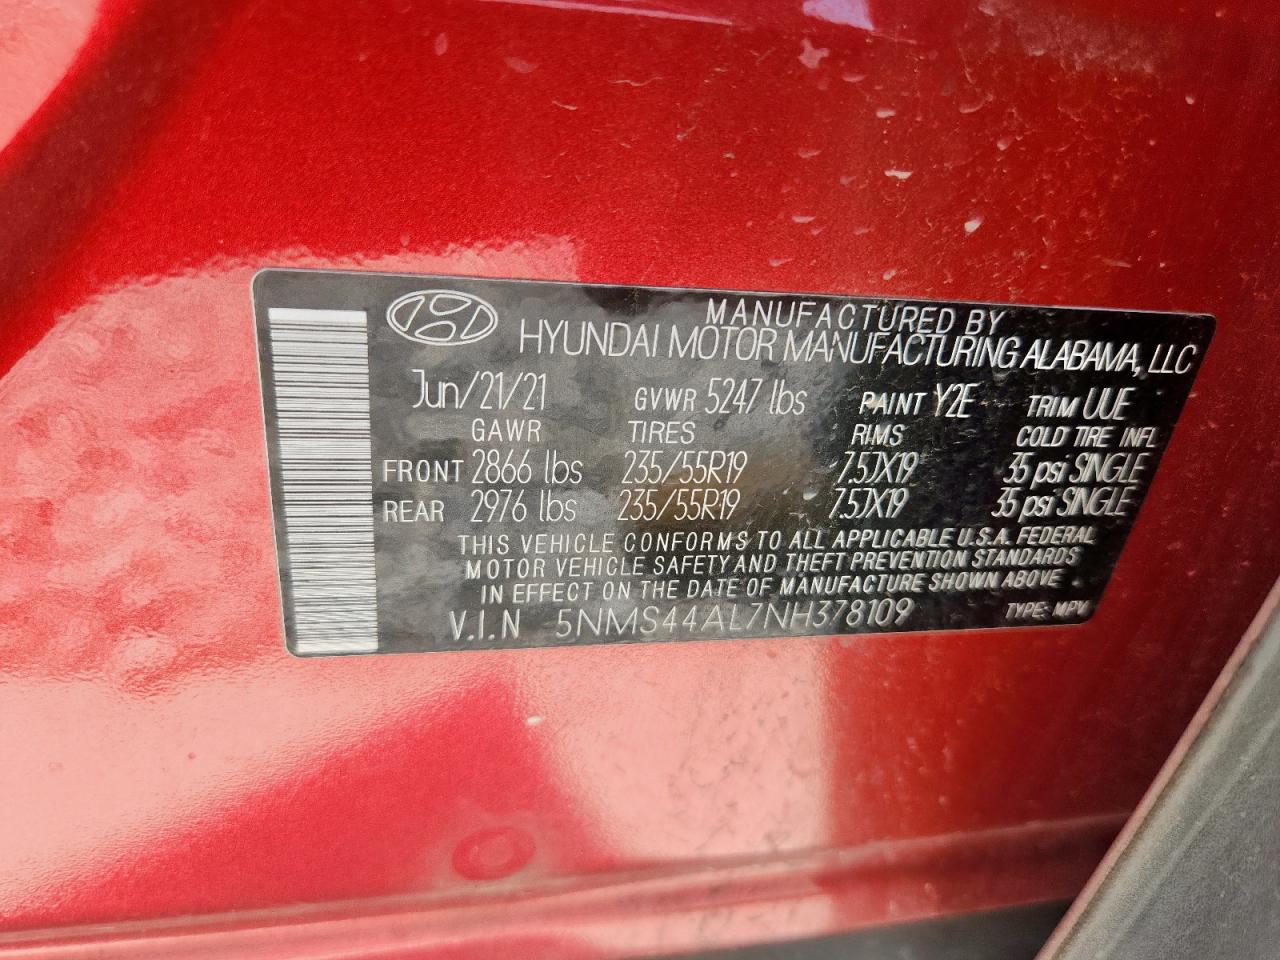 MANUFACTURED BY
HYUNDAI MOTOR MANUFACTURING ALABAMA, LLC
Jun/21/21 GVWR 5247 lbs PAINT Y2E TRIM UUE
GAWR TIRES RIMS COLD TIRE INFL
FRONT 2866 lbs 235/55R19 7.5JX19 35 psi SINGLE
REAR 2976 lbs 235/55R19 7.5JX19 35 psi SINGLE
THIS VEHICLE CONFORMS TO ALL APPLICABLE U.S.A. FEDERAL
MOTOR VEHICLE SAFETY AND THEFT PREVENTION STANDARDS
IN EFFECT ON THE DATE OF MANUFACTURE SHOWN ABOVE
V.I.N 5NMS44AL7NH378109 TYPE: MPV